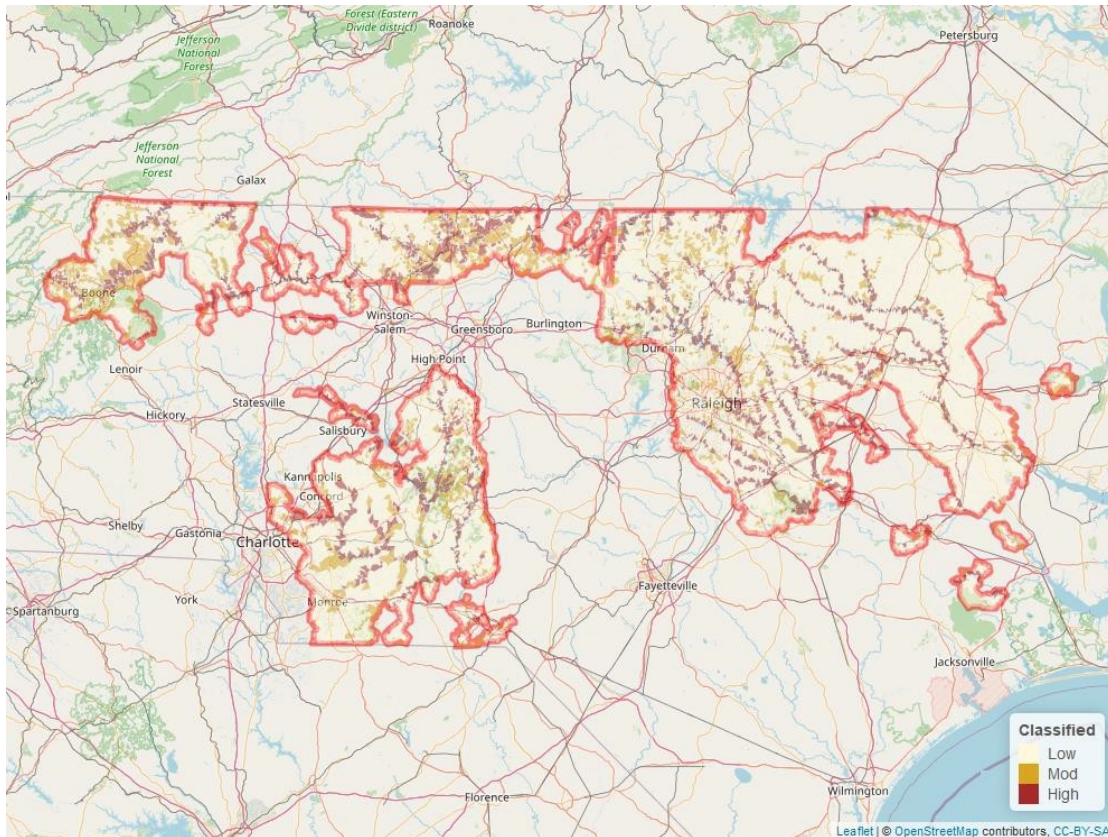 Forest (Eastern
Divide district)
Roanoke
Petersburg
Jefferson
National
Forest
Jefferson
National
Forest
Galax
Boone
Winston-
Salem
Greensboro
Burlington
Durham
High Point
Lenoir
Statesville
Raleigh
Hickory
Salisbury
Kannapolis
Concord
Shelby
Gastonia
Charlotte
Fayetteville
York
Monroe
Spartanburg
Jacksonville
Florence
Wilmington
Classified
Low
Mod
High
Leaflet | © OpenStreetMap contributors, CC-BY-SA